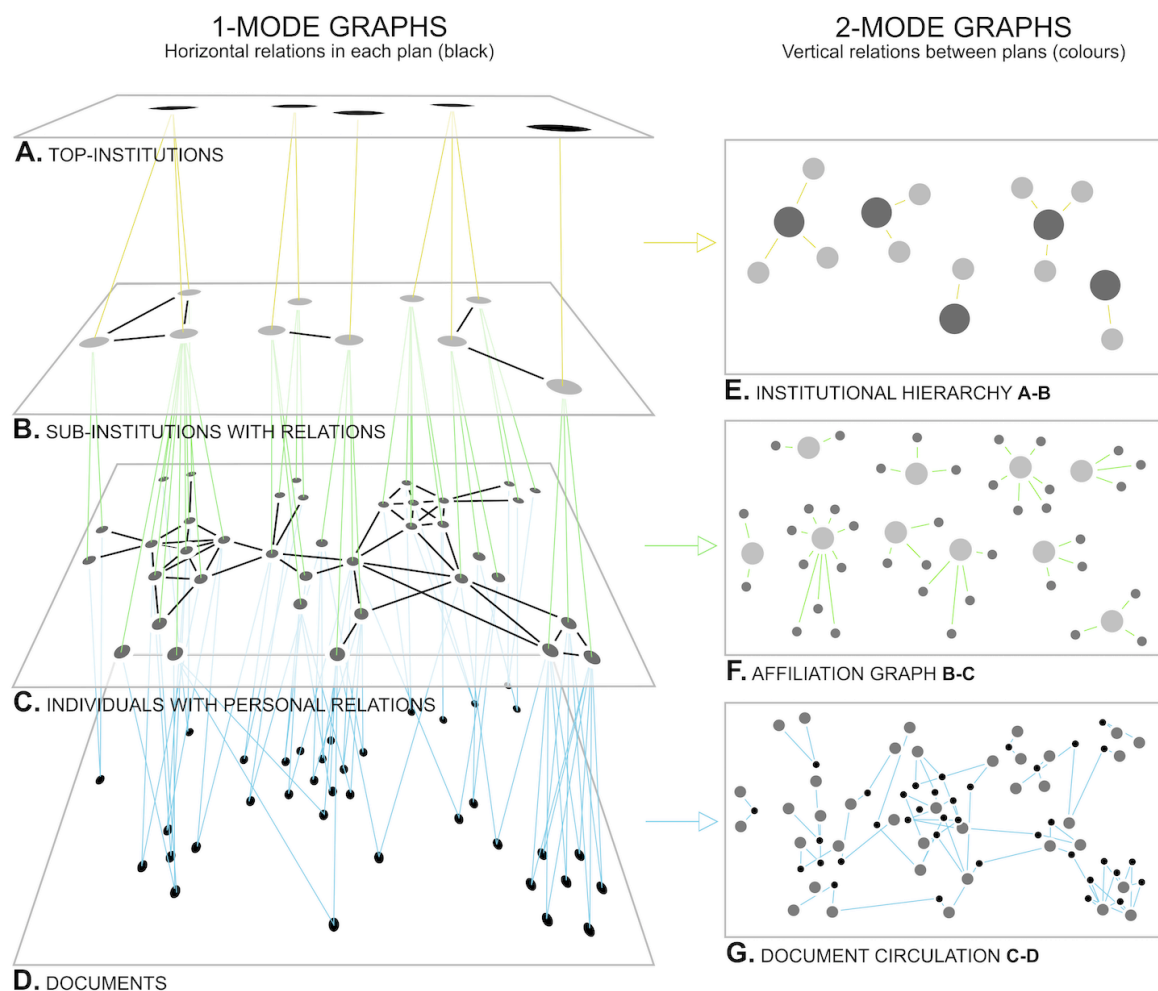 1-MODE GRAPHS
Horizontal relations in each plan (black)
2-MODE GRAPHS
Vertical relations between plans (colours)
A. TOP-INSTITUTIONS
B. SUB-INSTITUTIONS WITH RELATIONS
E. INSTITUTIONAL HIERARCHY A-B
C. INDIVIDUALS WITH PERSONAL RELATIONS
F. AFFILIATION GRAPH B-C
D. DOCUMENTS
G. DOCUMENT CIRCULATION C-D